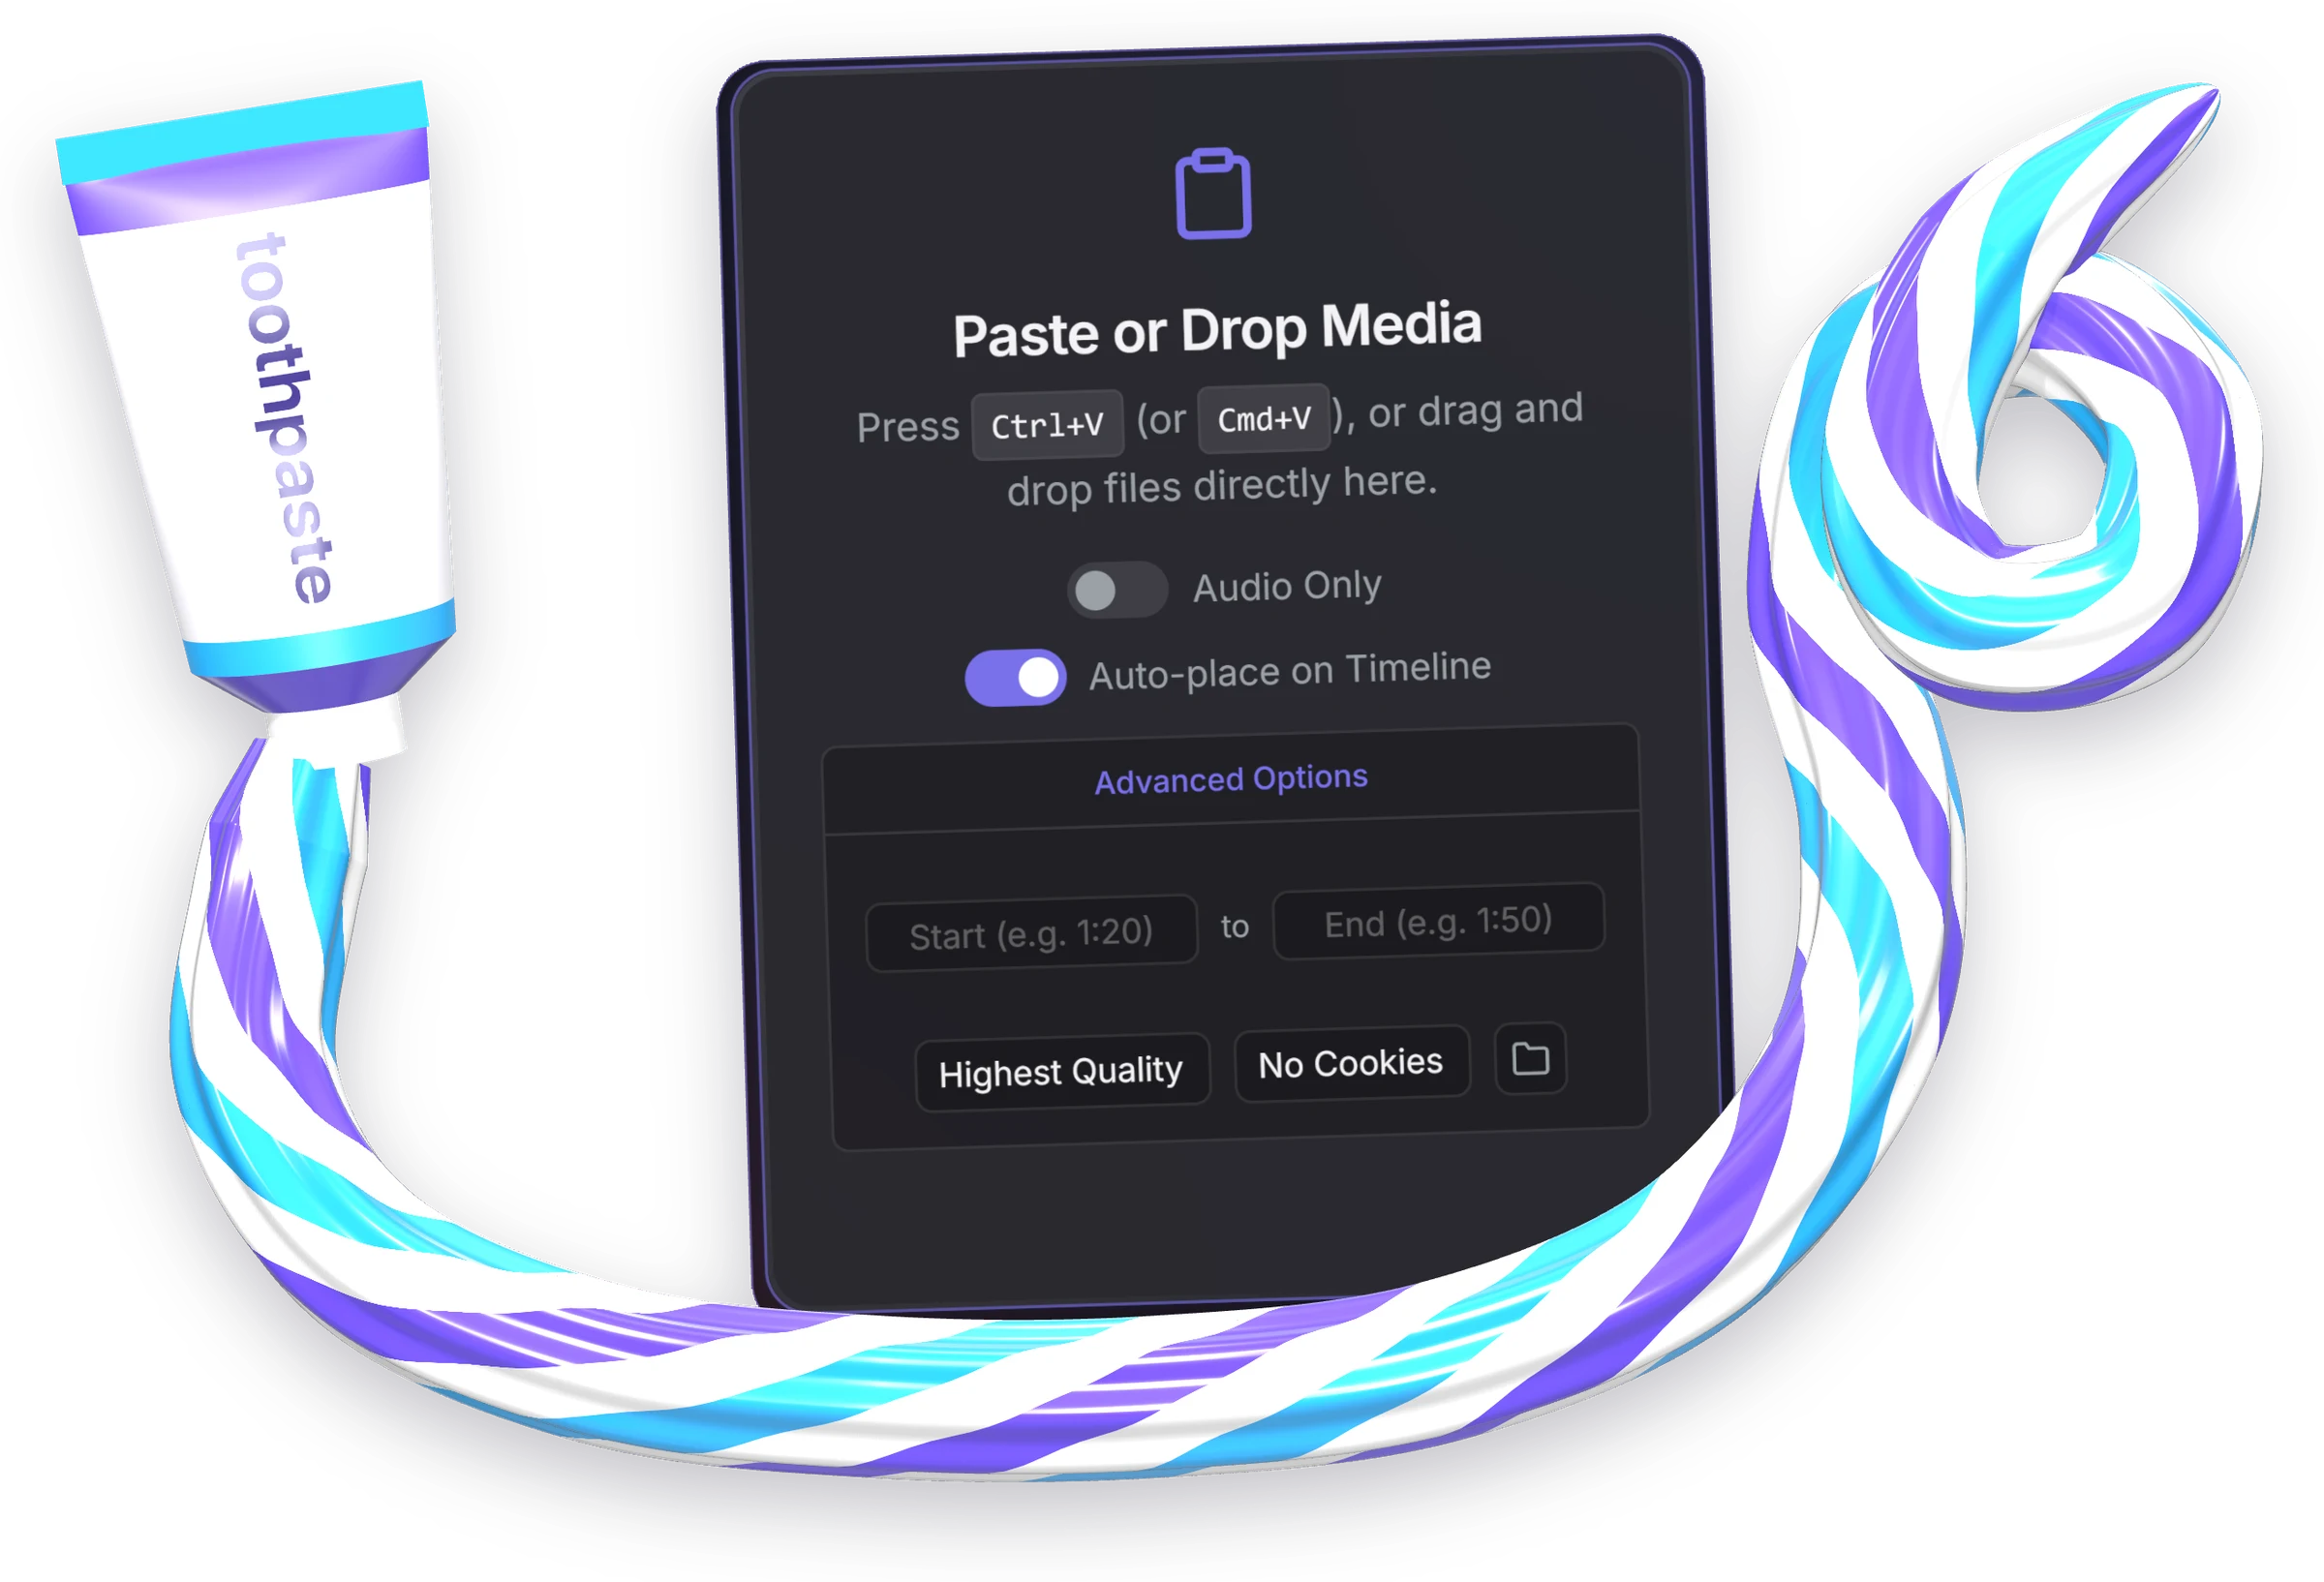 toothpaste
Paste or Drop Media
Press Ctrl+V (or Cmd+V), or drag and
drop files directly here.
Audio Only
Auto-place on Timeline
Advanced Options
Start (e.g. 1:20) to End (e.g. 1:50)
Highest Quality No Cookies